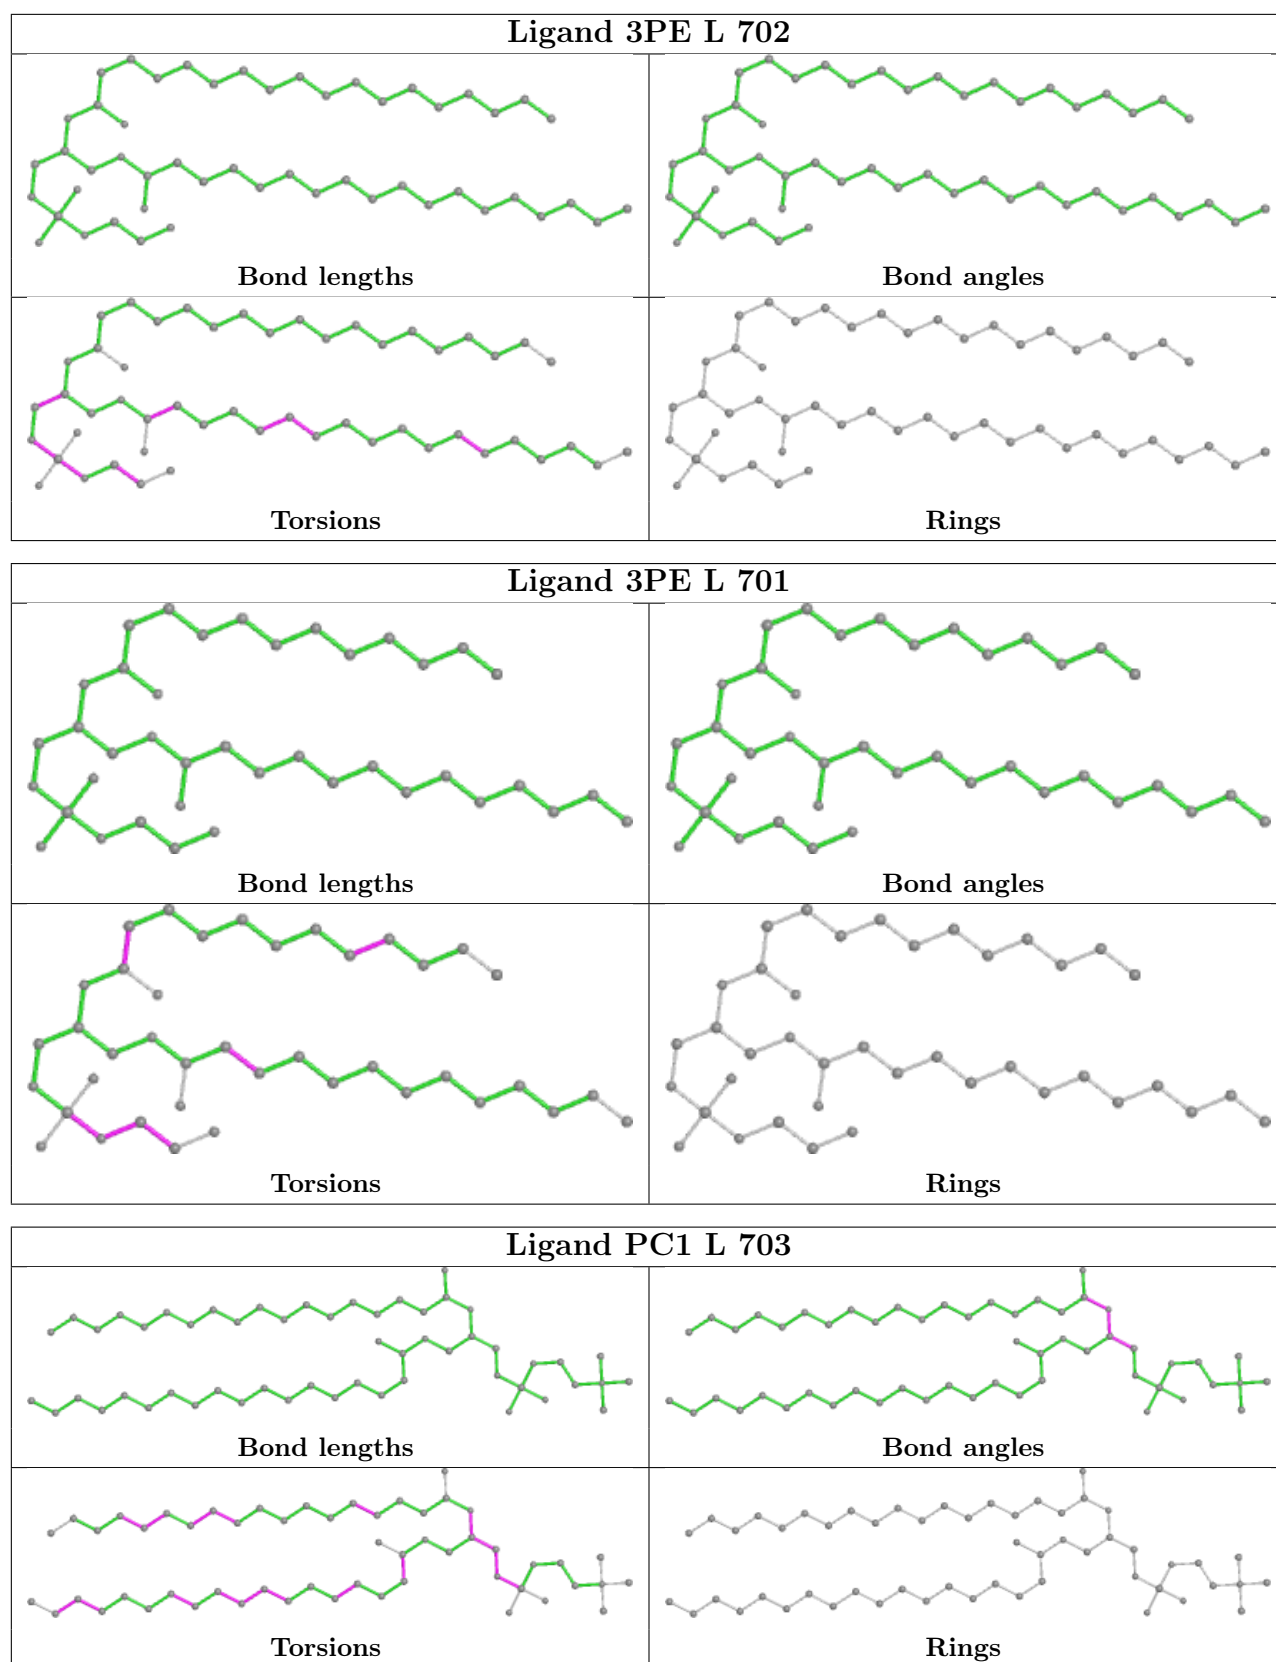 Ligand 3PE L 702
Bond lengths
Bond angles
Torsions
Rings
Ligand 3PE L 701
Bond lengths
Bond angles
Torsions
Rings
Ligand PC1 L 703
Bond lengths
Bond angles
Torsions
Rings